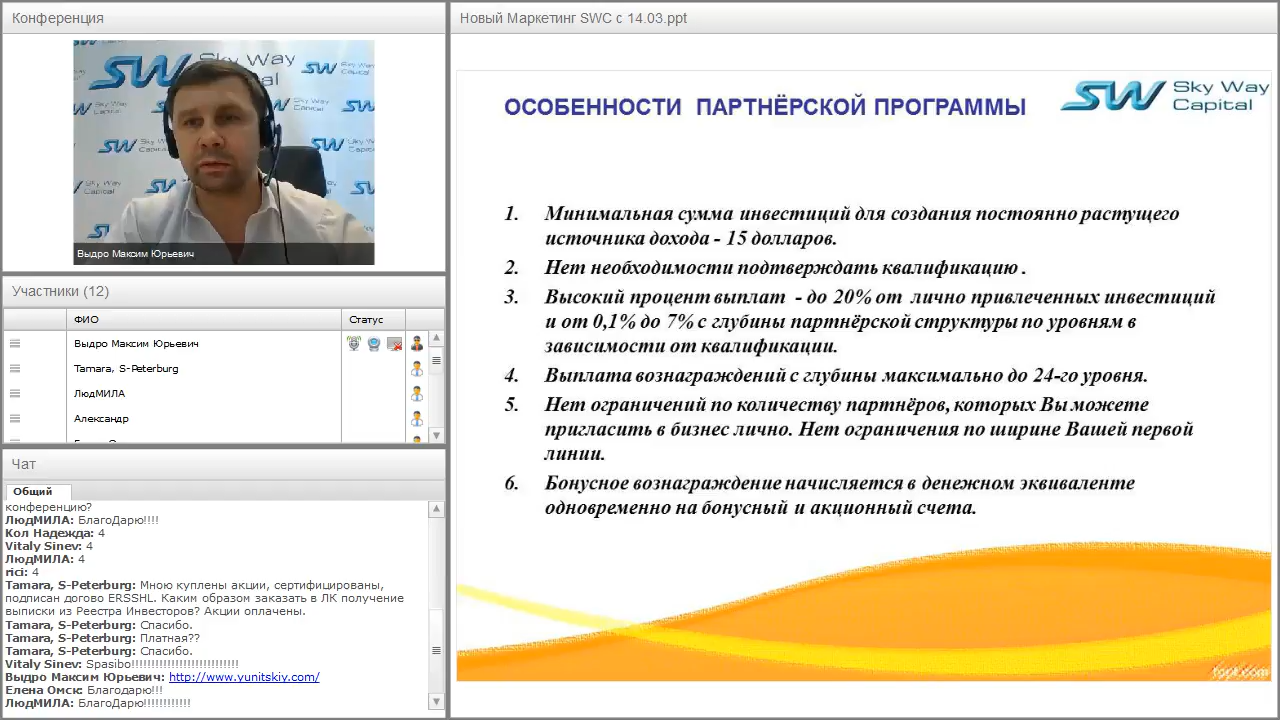 Конференция
Sky Way
Capital
Выдро Максим Юрьевич
Участники (12)
ФИО
Статус
Выдро Максим Юрьевич
Tamara, S-Peterburg
ЛюдМИЛА
Александр
Чат
Общий
конференцию?
ЛюдМИЛА: БлагоДарю!!!!
Кол Надежда: 4
Vitaly Sinev: 4
ЛюдМИЛА: 4
rici: 4
Tamara, S-Peterburg: Мною куплены акции, сертифицированы,
подписан догово ERSSHL. Каким образом заказать в ЛК получение
выписки из Реестра Инвесторов? Акции оплачены.
Tamara, S-Peterburg: Спасибо.
Tamara, S-Peterburg: Платная??
Tamara, S-Peterburg: Спасибо.
Vitaly Sinev: Spasibo!!!!!!!!!!!!!!!!!!!!!!!!!!
Выдро Максим Юрьевич: http://www.yunitskiy.com/
Елена Омск: Благодарю!!!
ЛюдМИЛА: БлагоДарю!!!!!!!!!!!!
Новый Маркетинг SWC с 14.03.ppt
ОСОБЕННОСТИ ПАРТНЁРСКОЙ ПРОГРАММЫ
SW Sky Way
Capital
1. Минимальная сумма инвестиций для создания постоянно растущего
источника дохода - 15 долларов.
2. Нет необходимости подтверждать квалификацию .
3. Высокий процент выплат - до 20% от лично привлеченных инвестиций
и от 0,1% до 7% с глубины партнёрской структуры по уровням в
зависимости от квалификации.
4. Выплата вознаграждений с глубины максимально до 24-го уровня.
5. Нет ограничений по количеству партнёров, которых Вы можете
пригласить в бизнес лично. Нет ограничения по ширине Вашей первой
линии.
6. Бонусное вознаграждение начисляется в денежном эквиваленте
одновременно на бонусный и акционный счета.
fppt.com